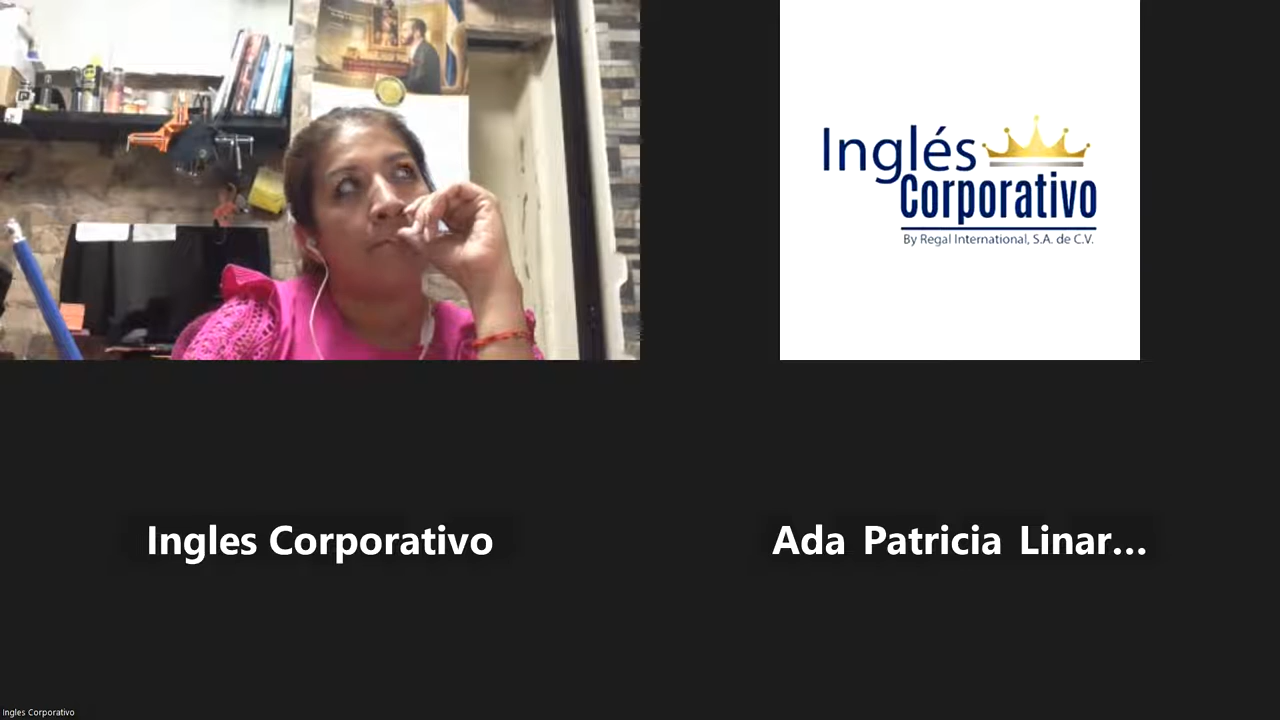 Inglés
Corporativo
By Regal International, S.A. de C.V.
Ingles Corporativo
Ada Patricia Linar...
Ingles Corporativo